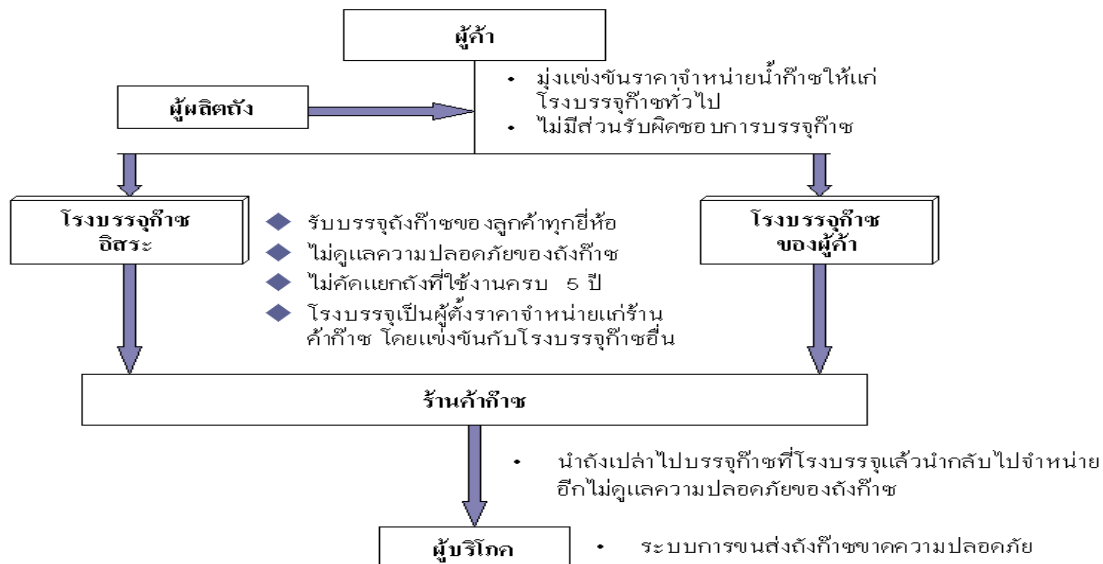 ผู้ค้า
• มุ่งแข่งขันราคาจำหน่ายน้ำก๊าซให้แก่
โรงบรรจุก๊าซทั่วไป
• ไม่มีส่วนรับผิดชอบการบรรจุก๊าซ
ผู้ผลิตถัง
โรงบรรจุก๊าซ
อิสระ
รับบรรจุถังก๊าซของลูกค้าทุกยี่ห้อ
ไม่ดูแลความปลอดภัยของถังก๊าซ
ไม่คัดแยกถังที่ใช้งานครบ 5 ปี
โรงบรรจุเป็นผู้ตั้งราคาจำหน่ายแก่ร้าน
ค้าก๊าซ โดยแข่งขันกับโรงบรรจุก๊าซอื่น
โรงบรรจุก๊าซ
ของผู้ค้า
ร้านค้าก๊าซ
• นำถังเปล่าไปบรรจุก๊าซที่โรงบรรจุแล้วนำกลับไปจำหน่าย
อีกไม่ดูแลความปลอดภัยของถังก๊าซ
ผู้บริโภค
• ระบบการขนส่งถังก๊าซขาดความปลอดภัย